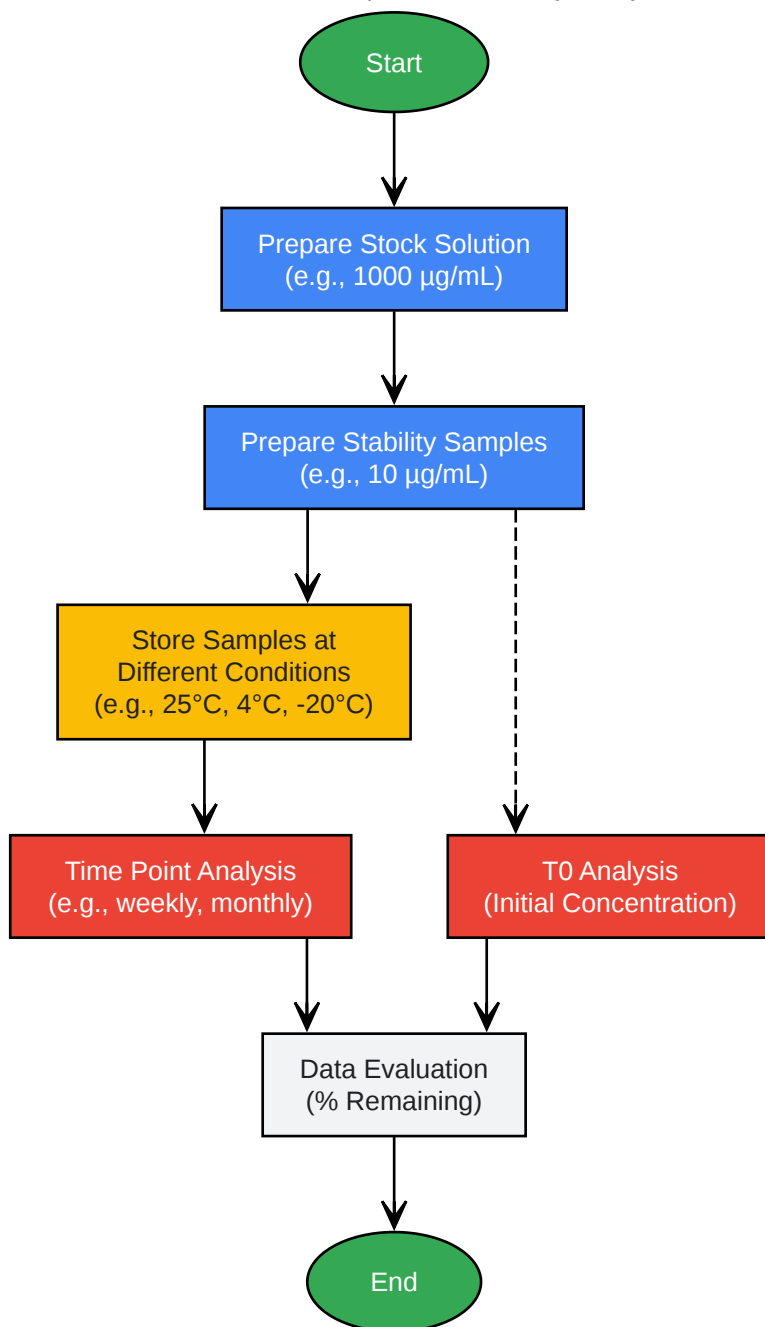 Start
Prepare Stock Solution
(e.g., 1000 µg/mL)
Prepare Stability Samples
(e.g., 10 µg/mL)
Store Samples at
Different Conditions
(e.g., 25°C, 4°C, -20°C)
Time Point Analysis
(e.g., weekly, monthly)
T0 Analysis
(Initial Concentration)
Data Evaluation
(% Remaining)
End